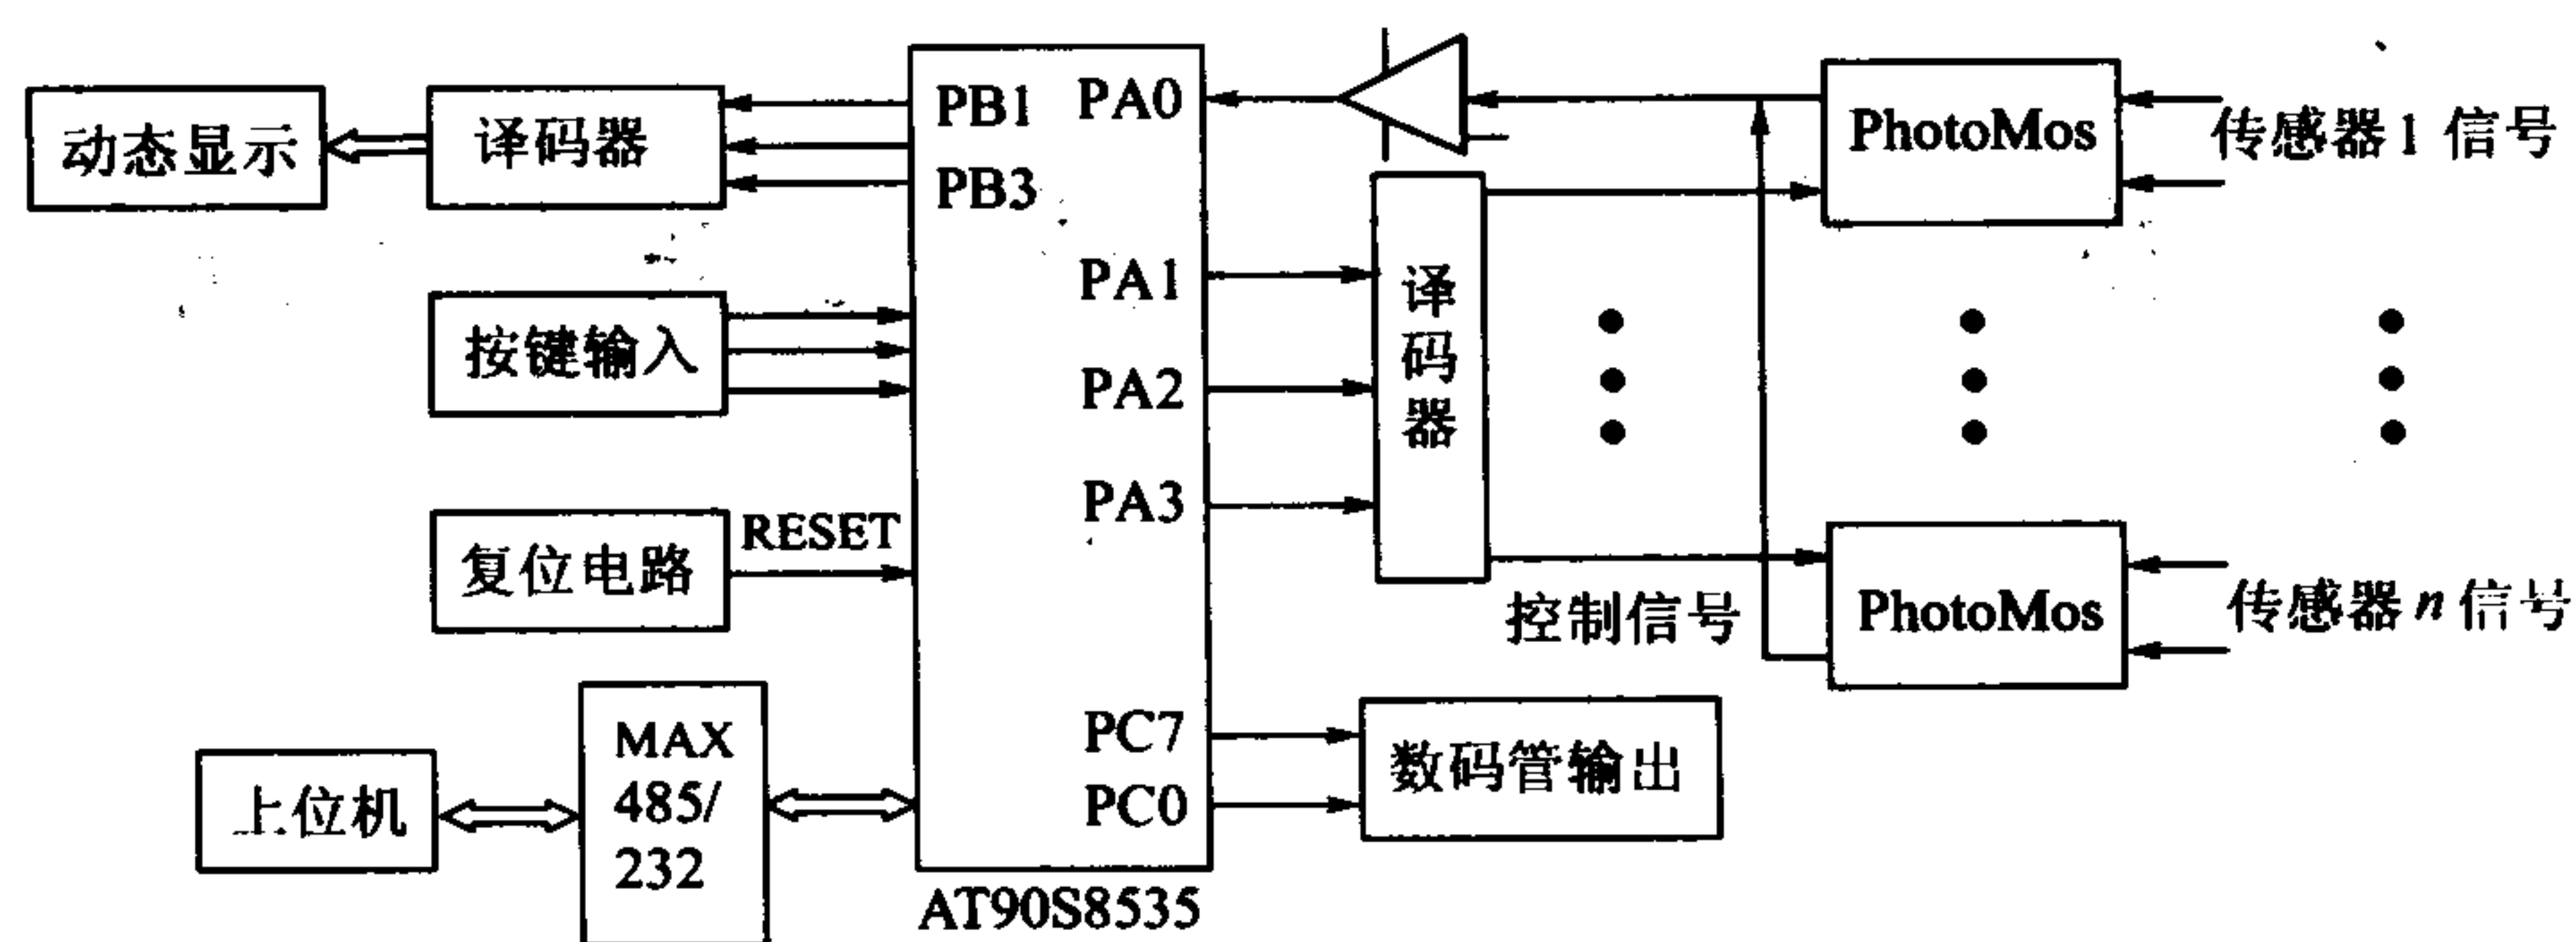 动态显示
译码器
PB1
PB3
PA0
PhotoMos
传感器1信号
按键输入
PA1
PA2
PA3
译码器
复位电路
RESET
控制信号
PhotoMos
传感器n信号
上位机
MAX
485/
232
PC7
PC0
数码管输出
AT90S8535